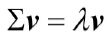 Σ𝒗 = λ𝒗